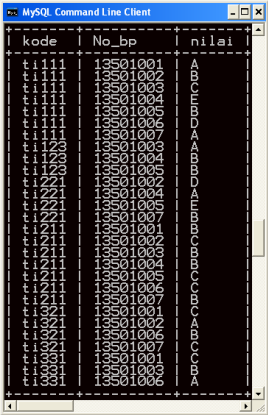 MySQL Command Line Client
kode | No_bp | nilai
ti111 | 13501001 | A
ti111 | 13501002 | B
ti111 | 13501003 | C
ti111 | 13501004 | E
ti111 | 13501005 | B
ti111 | 13501006 | D
ti111 | 13501007 | A
ti123 | 13501003 | A
ti123 | 13501004 | B
ti123 | 13501005 | B
ti221 | 13501002 | D
ti221 | 13501004 | A
ti221 | 13501005 | E
ti221 | 13501007 | B
ti211 | 13501001 | B
ti211 | 13501002 | C
ti211 | 13501003 | B
ti211 | 13501004 | B
ti211 | 13501005 | C
ti211 | 13501006 | C
ti211 | 13501007 | B
ti321 | 13501001 | C
ti321 | 13501002 | A
ti321 | 13501006 | B
ti321 | 13501007 | C
ti331 | 13501001 | C
ti331 | 13501003 | B
ti331 | 13501006 | A